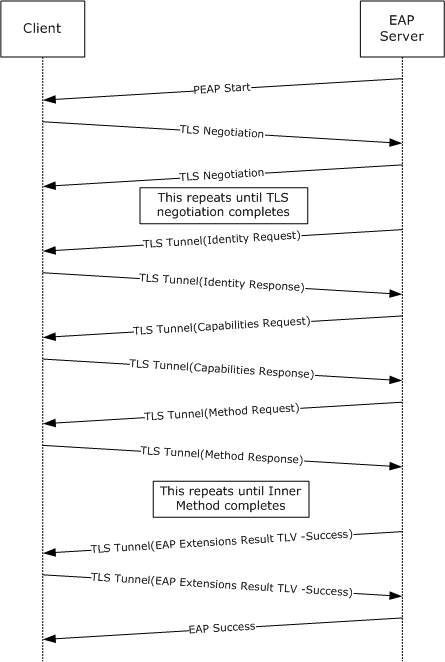 Client
EAP
Server
PEAP Start
TLS Negotiation
TLS Negotiation
This repeats until TLS
negotiation completes
TLS Tunnel(Identity Request)
TLS Tunnel(Identity Response)
TLS Tunnel(Capabilities Request)
TLS Tunnel(Capabilities Response)
TLS Tunnel(Method Request)
TLS Tunnel(Method Response)
This repeats until Inner
Method completes
TLS Tunnel(EAP Extensions Result TLV -Success)
TLS Tunnel(EAP Extensions Result TLV -Success)
EAP Success